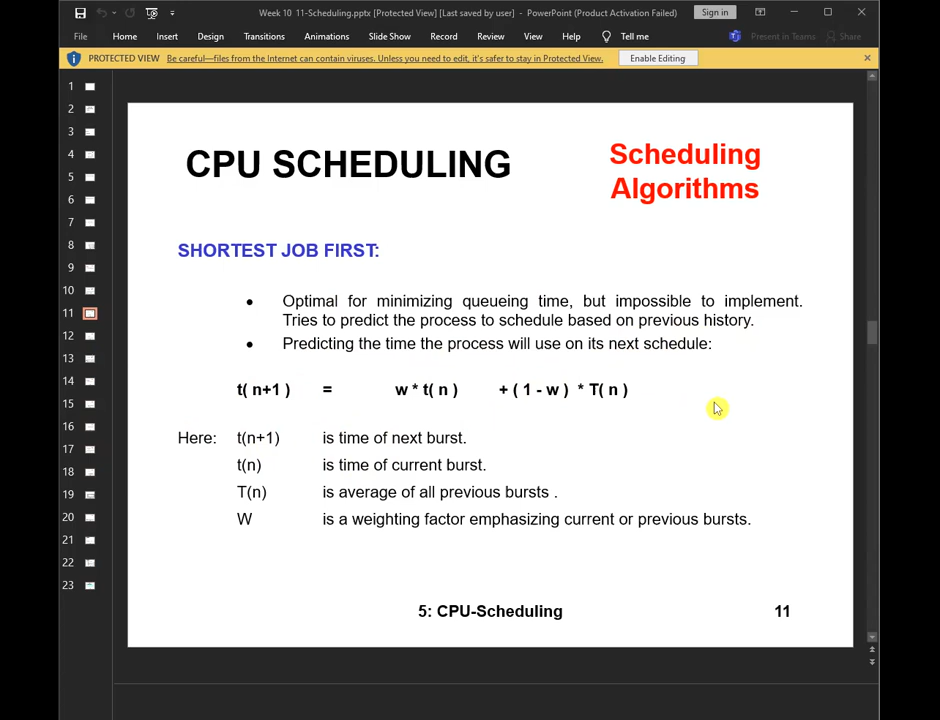 Week 10 11-Scheduling.pptx [Protected View] [Last saved by user] - PowerPoint (Product Activation Failed)
Sign in
File Home Insert Design Transitions Animations Slide Show Record Review View Help Tell me Present in Teams Share
PROTECTED VIEW Be careful—files from the Internet can contain viruses. Unless you need to edit, it's safer to stay in Protected View. Enable Editing
1
2
3
4
5
6
7
8
9
10
11
12
13
14
15
16
17
18
19
20
21
22
23
CPU SCHEDULING
Scheduling
Algorithms
SHORTEST JOB FIRST:
• Optimal for minimizing queueing time, but impossible to implement.
Tries to predict the process to schedule based on previous history.
• Predicting the time the process will use on its next schedule:
t( n+1 ) = w * t( n ) + ( 1 - w ) * T( n )
Here: t(n+1) is time of next burst.
t(n) is time of current burst.
T(n) is average of all previous bursts .
W is a weighting factor emphasizing current or previous bursts.
5: CPU-Scheduling
11